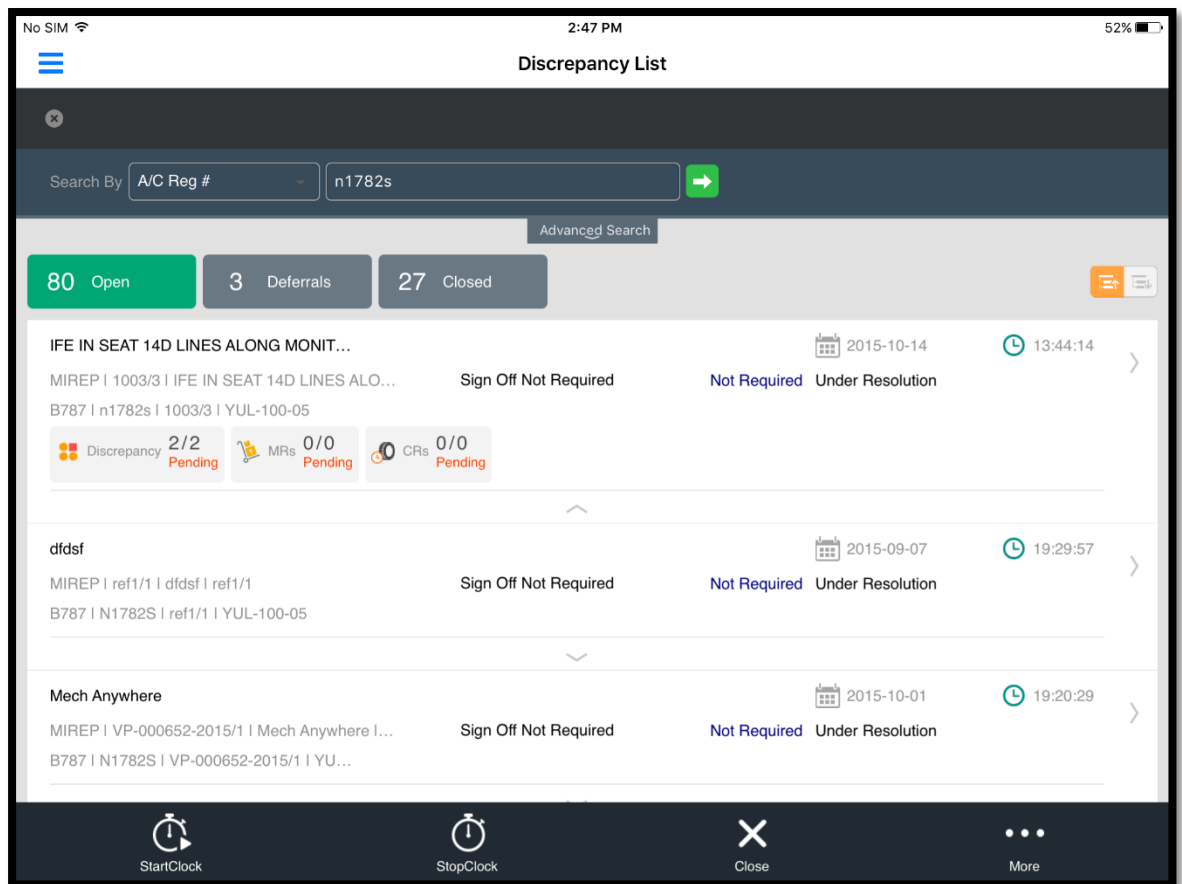 No SIM 2:47 PM 52%
Discrepancy List
Search By A/C Reg # n1782s
Advanced Search
80 Open 3 Deferrals 27 Closed
IFE IN SEAT 14D LINES ALONG MONIT... 2015-10-14 13:44:14
MIREP I 1003/3 I IFE IN SEAT 14D LINES ALO... Sign Off Not Required Not Required Under Resolution
B787 I n1782s I 1003/3 I YUL-100-05
Discrepancy 2/2 Pending MRs 0/0 Pending CRs 0/0 Pending
dfdsf 2015-09-07 19:29:57
MIREP I ref1/1 I dfdsf I ref1/1 Sign Off Not Required Not Required Under Resolution
B787 I N1782S I ref1/1 I YUL-100-05
Mech Anywhere 2015-10-01 19:20:29
MIREP I VP-000652-2015/1 I Mech Anywhere I... Sign Off Not Required Not Required Under Resolution
B787 I N1782S I VP-000652-2015/1 I YU...
StartClock StopClock Close More